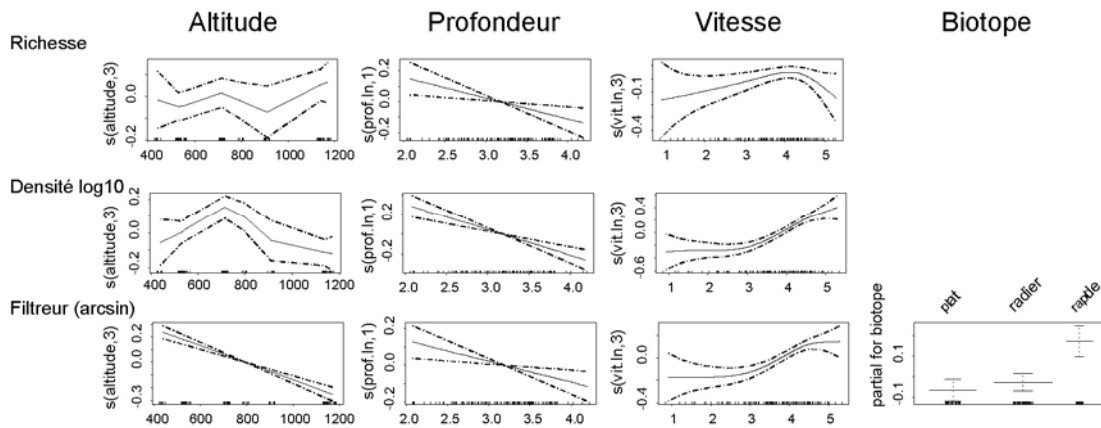 Altitude Profondeur Vitesse Biotope
Richesse
s(altitude,3)
-0.2 0.0
400 600 800 1000 1200
s(prof.ln,1)
-0.2 0.0 0.2
2.0 2.5 3.0 3.5 4.0
s(vit.ln,3)
-0.4 -0.1
1 2 3 4 5
Densité log10
s(altitude,3)
-0.2 0.0 0.2
400 600 800 1000 1200
s(prof.ln,1)
-0.2 0.2
2.0 2.5 3.0 3.5 4.0
s(vit.ln,3)
-0.6 0.0 0.4
1 2 3 4 5
Filtreur (arcsin)
s(altitude,3)
-0.3 0.0 0.2
400 600 800 1000 1200
s(prof.ln,1)
-0.2 0.0 0.2
2.0 2.5 3.0 3.5 4.0
s(vit.ln,3)
-0.4 0.0
1 2 3 4 5
plat radier rapide
partial for biotope
-0.1 0.1